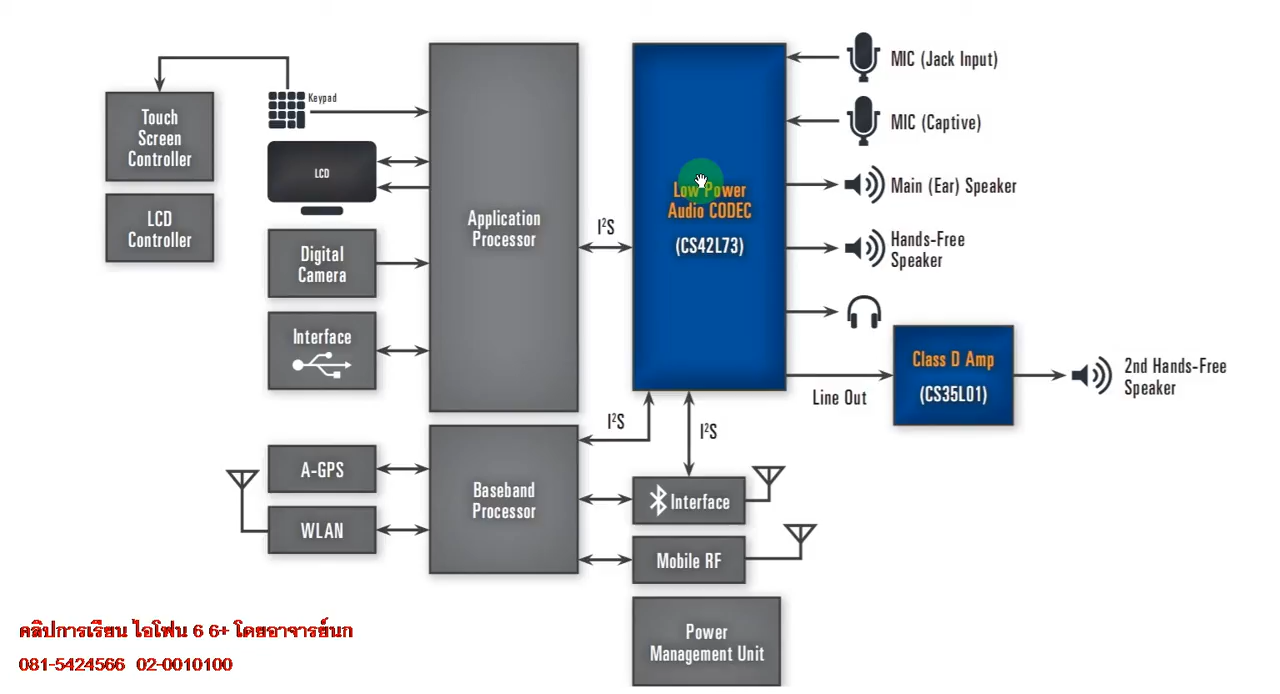 Keypad
Touch
Screen
Controller
LCD
LCD
Controller
Digital
Camera
Interface
Application
Processor
I²S
Low Power
Audio CODEC
(CS42L73)
MIC (Jack Input)
MIC (Captive)
Main (Ear) Speaker
Hands-Free
Speaker
Line Out
Class D Amp
(CS35L01)
2nd Hands-Free
Speaker
I²S
I²S
A-GPS
WLAN
Baseband
Processor
Interface
Mobile RF
Power
Management Unit
คลิปการเรียน ไอโฟน 6 6+ โดยอาจารย์นก
081-5424566 02-0010100